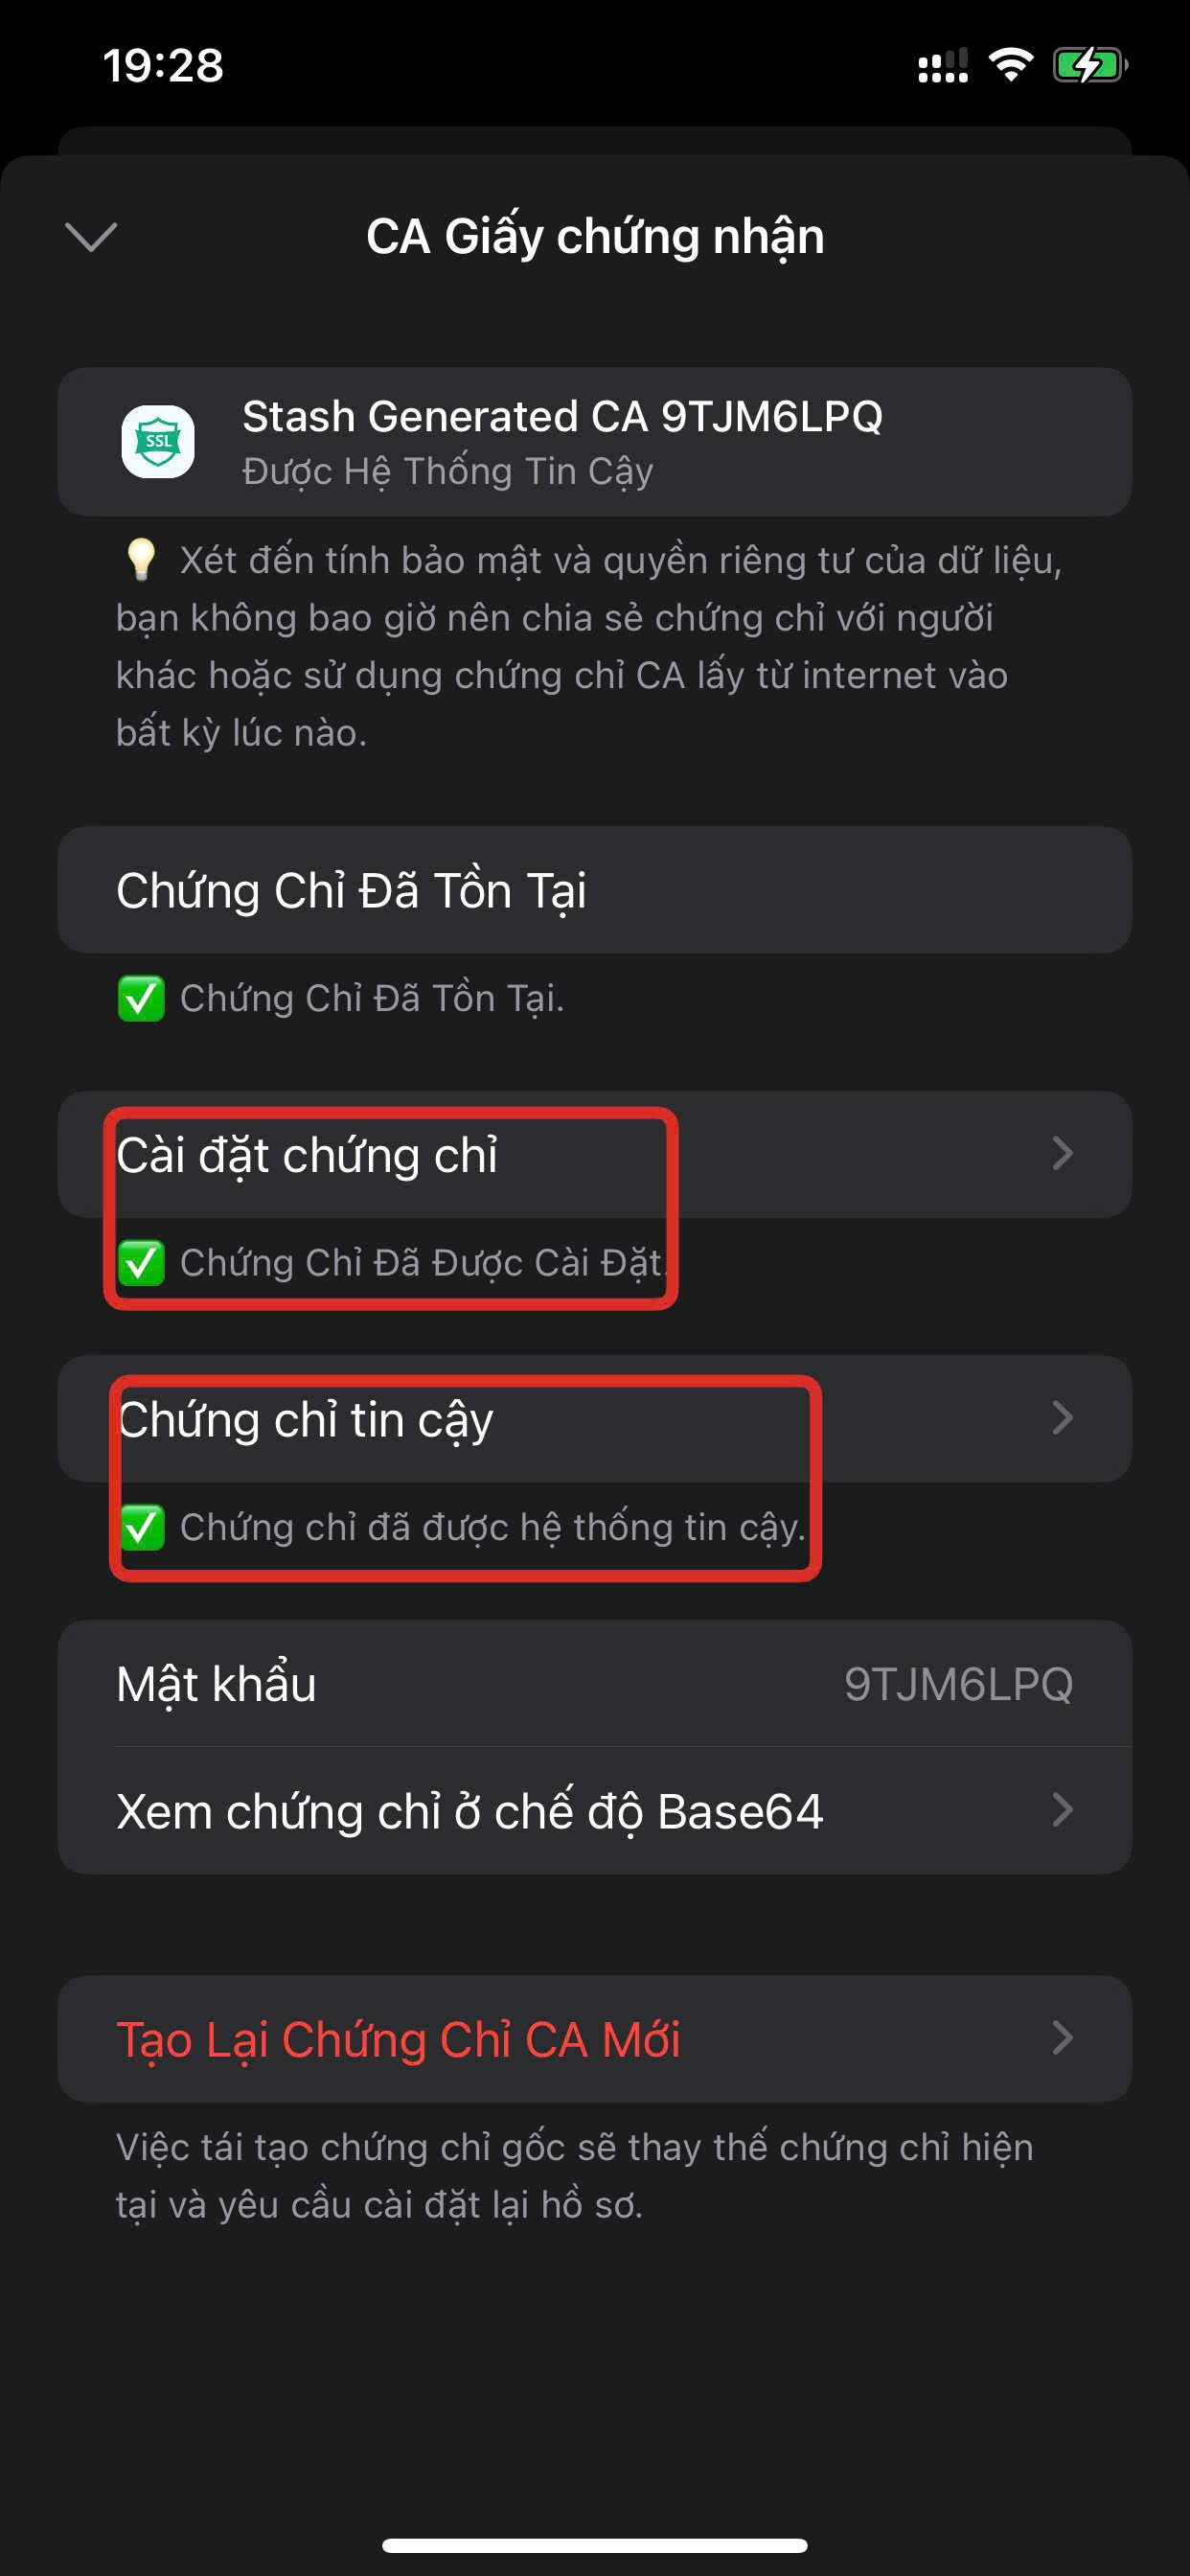 19:28
CA Giấy chứng nhận
SSL
Stash Generated CA 9TJM6LPQ
Được Hệ Thống Tin Cậy
💡 Xét đến tính bảo mật và quyền riêng tư của dữ liệu,
bạn không bao giờ nên chia sẻ chứng chỉ với người
khác hoặc sử dụng chứng chỉ CA lấy từ internet vào
bất kỳ lúc nào.
Chứng Chỉ Đã Tồn Tại
✅ Chứng Chỉ Đã Tồn Tại.
Cài đặt chứng chỉ
✅ Chứng Chỉ Đã Được Cài Đặt.
Chứng chỉ tin cậy
✅ Chứng chỉ đã được hệ thống tin cậy.
Mật khẩu 9TJM6LPQ
Xem chứng chỉ ở chế độ Base64
Tạo Lại Chứng Chỉ CA Mới
Việc tái tạo chứng chỉ gốc sẽ thay thế chứng chỉ hiện
tại và yêu cầu cài đặt lại hồ sơ.